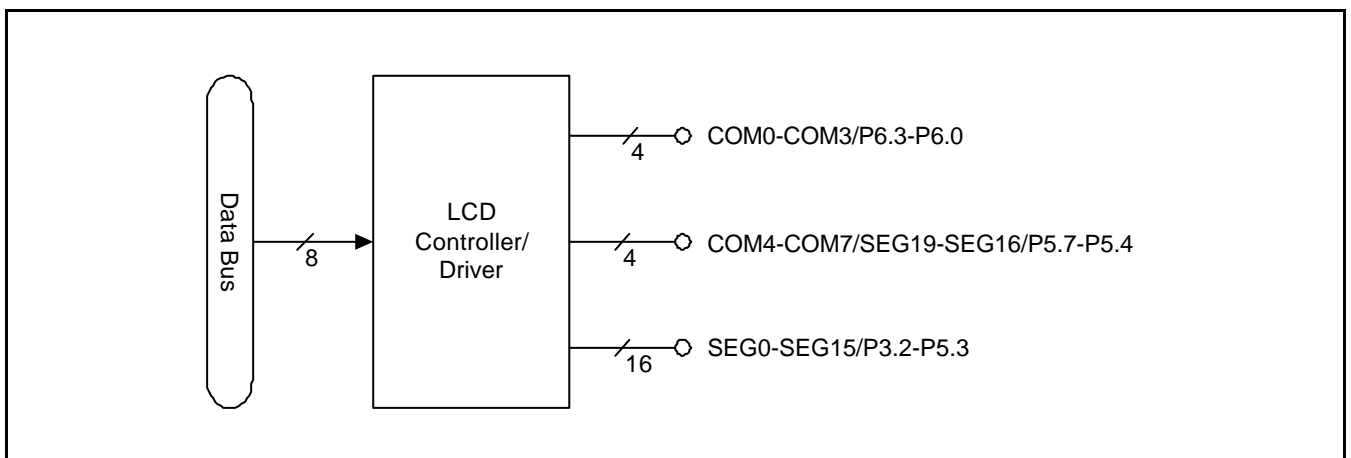 Data Bus
8
LCD
Controller/
Driver
4
COM0-COM3/P6.3-P6.0
4
COM4-COM7/SEG19-SEG16/P5.7-P5.4
16
SEG0-SEG15/P3.2-P5.3